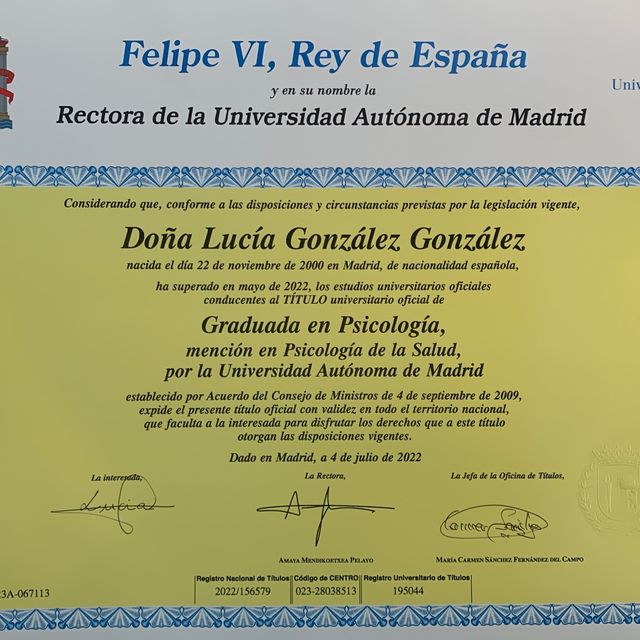 Felipe VI, Rey de España
y en su nombre la
Rectora de la Universidad Autónoma de Madrid
Considerando que, conforme a las disposiciones y circunstancias previstas por la legislación vigente,
Doña Lucía González González
nacida el día 22 de noviembre de 2000 en Madrid, de nacionalidad española,
ha superado en mayo de 2022, los estudios universitarios oficiales
conducentes al TÍTULO universitario oficial de
Graduada en Psicología,
mención en Psicología de la Salud,
por la Universidad Autónoma de Madrid
establecido por Acuerdo del Consejo de Ministros de 4 de septiembre de 2009,
expide el presente título oficial con validez en todo el territorio nacional,
que faculta a la interesada para disfrutar los derechos que a este título
otorgan las disposiciones vigentes.
Dado en Madrid, a 4 de julio de 2022
La interesada, La Rectora, La Jefa de la Oficina de Títulos,
Lucía
AMAYA MENDIKOETXEA PELAYO MARÍA CARMEN SÁNCHEZ FERNÁNDEZ DEL CAMPO
Registro Nacional de Títulos Código de CENTRO Registro Universitario de Títulos
3A-067113 2022/156579 023-28038513 195044